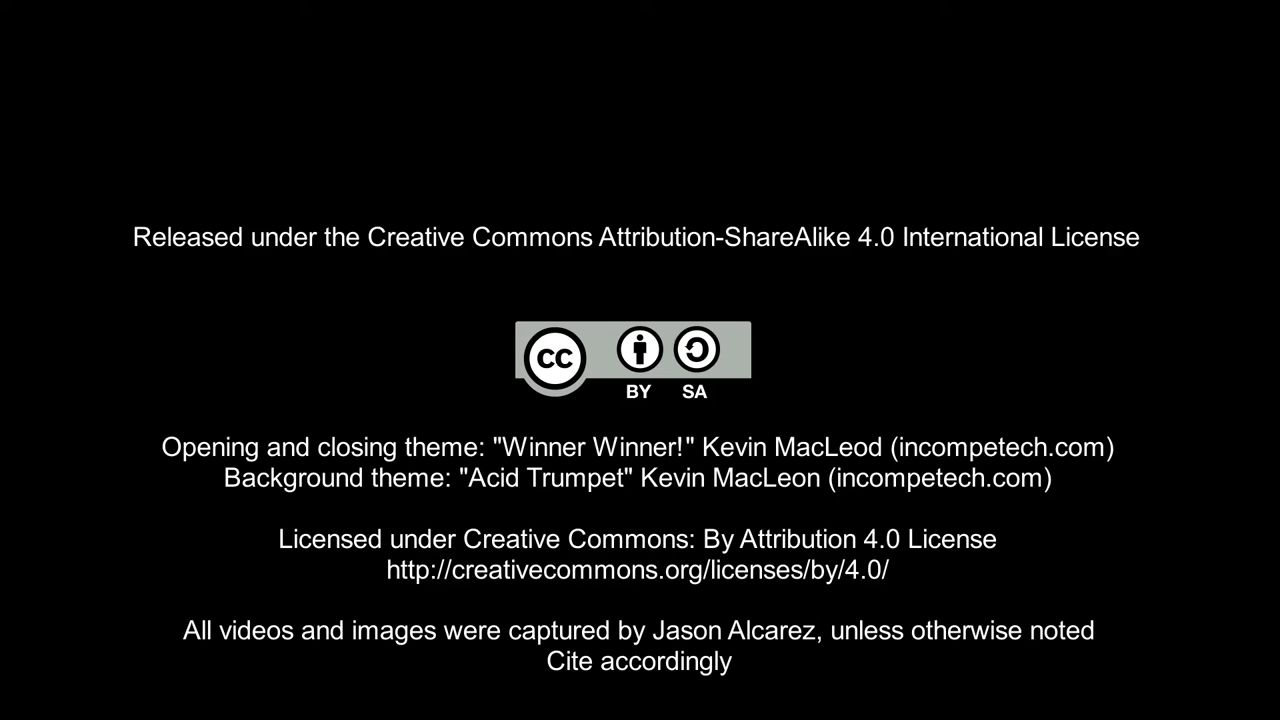 Released under the Creative Commons Attribution-ShareAlike 4.0 International License
CC
BY SA
Opening and closing theme: "Winner Winner!" Kevin MacLeod (incompetech.com)
Background theme: "Acid Trumpet" Kevin MacLeon (incompetech.com)
Licensed under Creative Commons: By Attribution 4.0 License
http://creativecommons.org/licenses/by/4.0/
All videos and images were captured by Jason Alcarez, unless otherwise noted
Cite accordingly